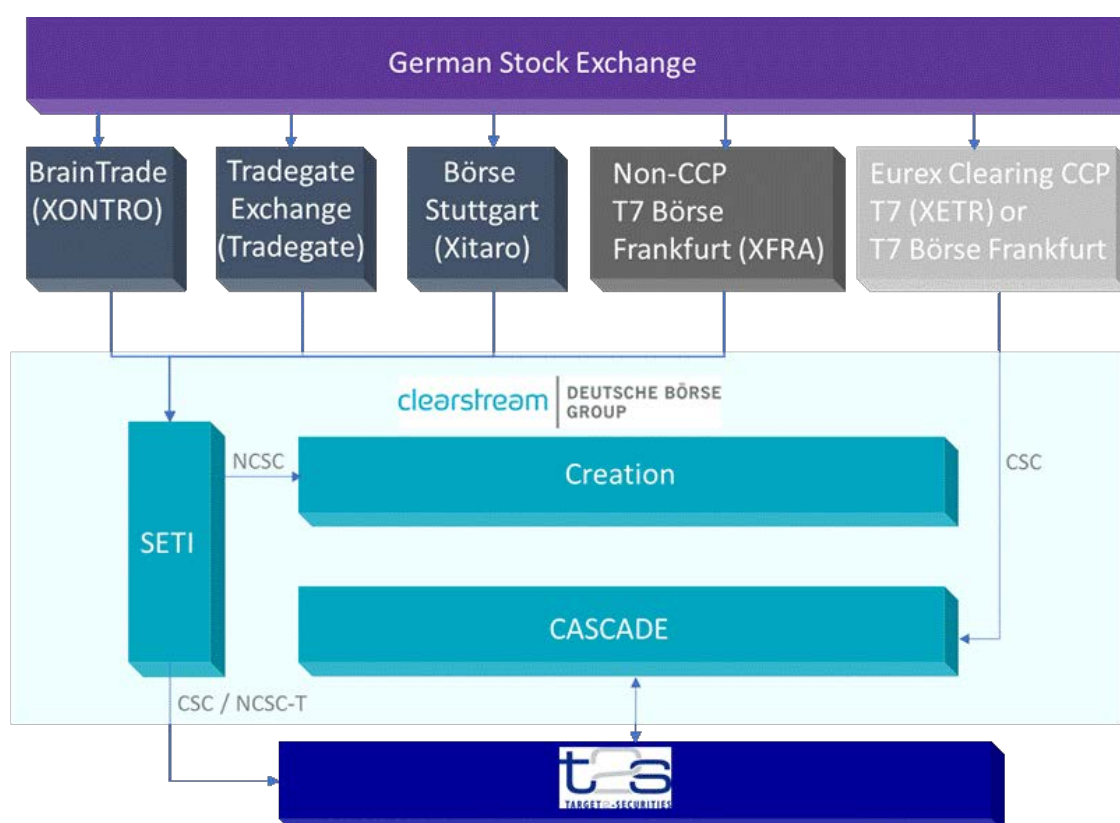 German Stock Exchange
BrainTrade
(XONTRO)
Tradegate
Exchange
(Tradegate)
Börse
Stuttgart
(Xitaro)
Non-CCP
T7 Börse
Frankfurt (XFRA)
Eurex Clearing CCP
T7 (XETR) or
T7 Börse Frankfurt
clearstream
DEUTSCHE BÖRSE
GROUP
NCSC
Creation
CSC
SETI
CASCADE
CSC / NCSC-T
t2s
TARGET2-SECURITIES